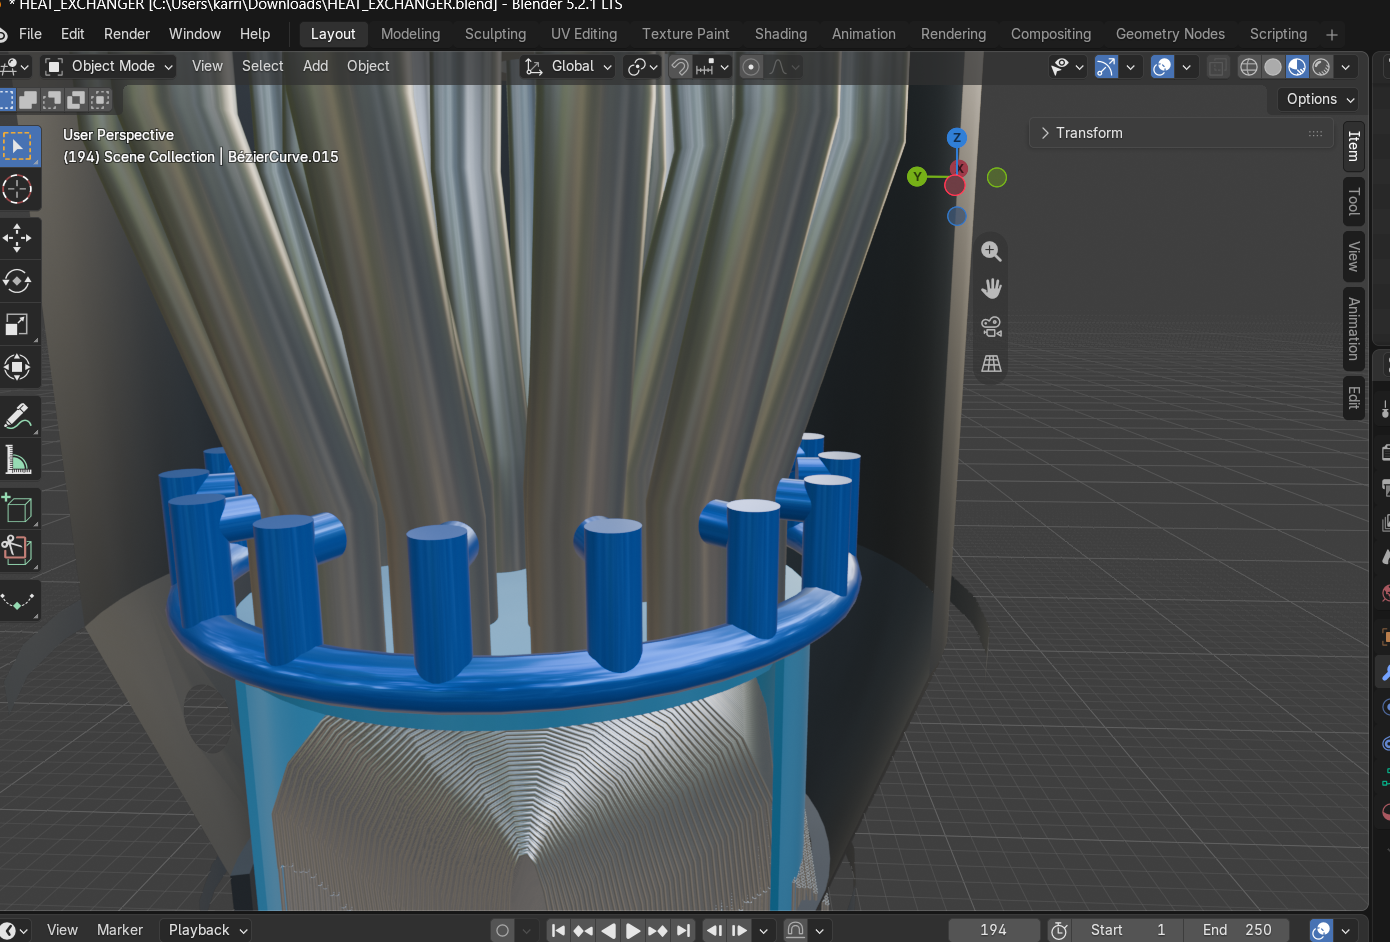 * HEAT_EXCHANGER [C:\Users\karri\Downloads\HEAT_EXCHANGER.blend] - Blender 5.2.1 LTS
File Edit Render Window Help Layout Modeling Sculpting UV Editing Texture Paint Shading Animation Rendering Compositing Geometry Nodes Scripting +
Object Mode View Select Add Object Global
Options
User Perspective
(194) Scene Collection | BézierCurve.015
Transform
Z
X
Y
Item
Tool
View
Animation
Edit
View Marker Playback 194 Start 1 End 250